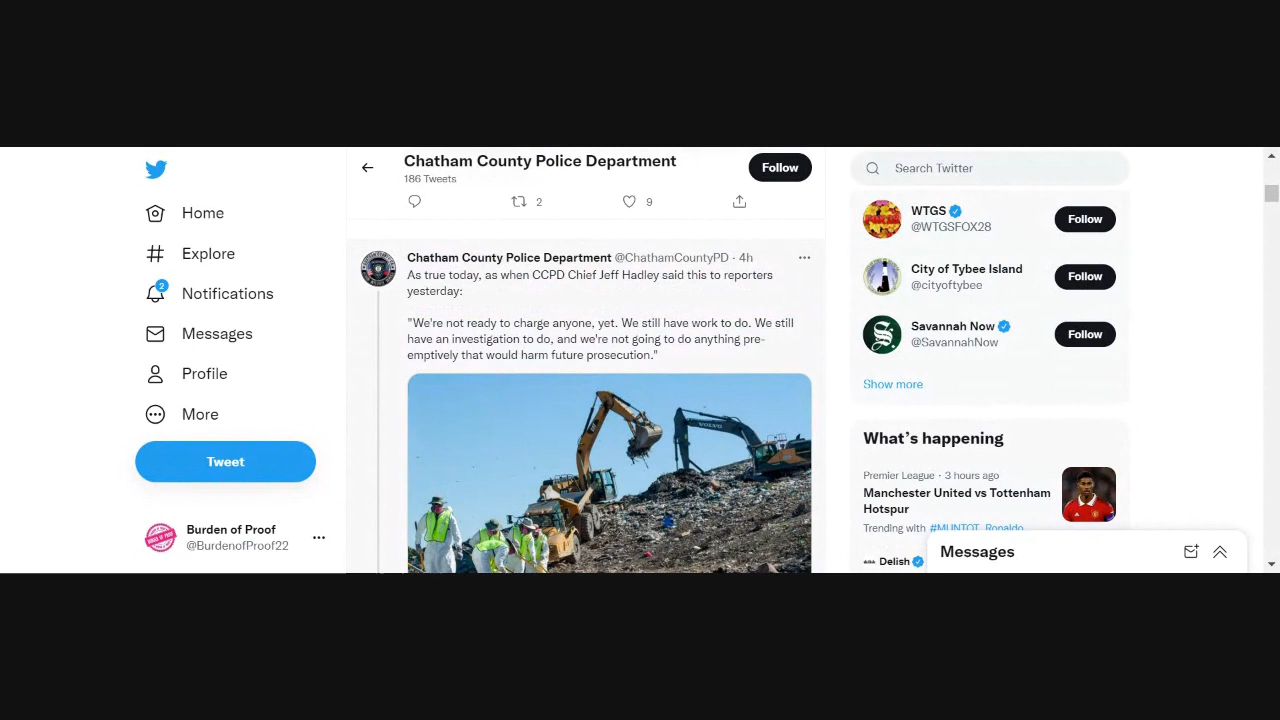 Home
Explore
2
Notifications
Messages
Profile
More
Tweet
Burden of Proof
@BurdenofProof22
Chatham County Police Department
186 Tweets
Follow
2
9
Chatham County Police Department @ChathamCountyPD · 4h
As true today, as when CCPD Chief Jeff Hadley said this to reporters
yesterday:
"We're not ready to charge anyone, yet. We still have work to do. We still
have an investigation to do, and we're not going to do anything pre-
emptively that would harm future prosecution."
VOLVO
Search Twitter
WTGS
@WTGSFOX28
Follow
City of Tybee Island
@cityoftybee
Follow
Savannah Now
@SavannahNow
Follow
Show more
What's happening
Premier League · 3 hours ago
Manchester United vs Tottenham
Hotspur
Trending with #MUNTOT, Ronaldo
Delish
Messages